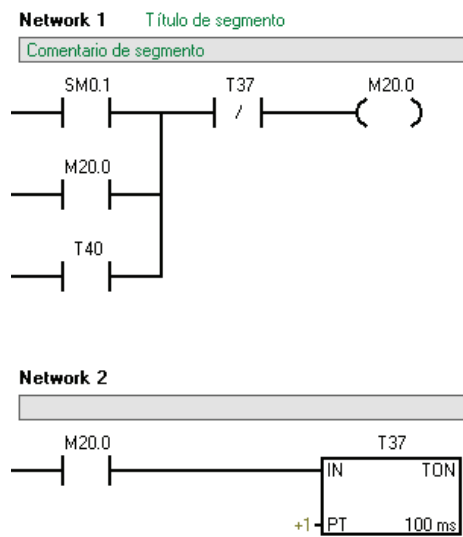 Network 1 Título de segmento
Comentario de segmento
SM0.1 T37 M20.0
/
M20.0
T40
Network 2
M20.0 T37
IN TON
+1 PT 100 ms